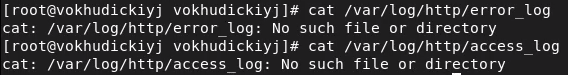 [root@vokhudickiyj vokhudickiyj]# cat /var/log/http/error_log
cat: /var/log/http/error_log: No such file or directory
[root@vokhudickiyj vokhudickiyj]# cat /var/log/http/access_log
cat: /var/log/http/access_log: No such file or directory